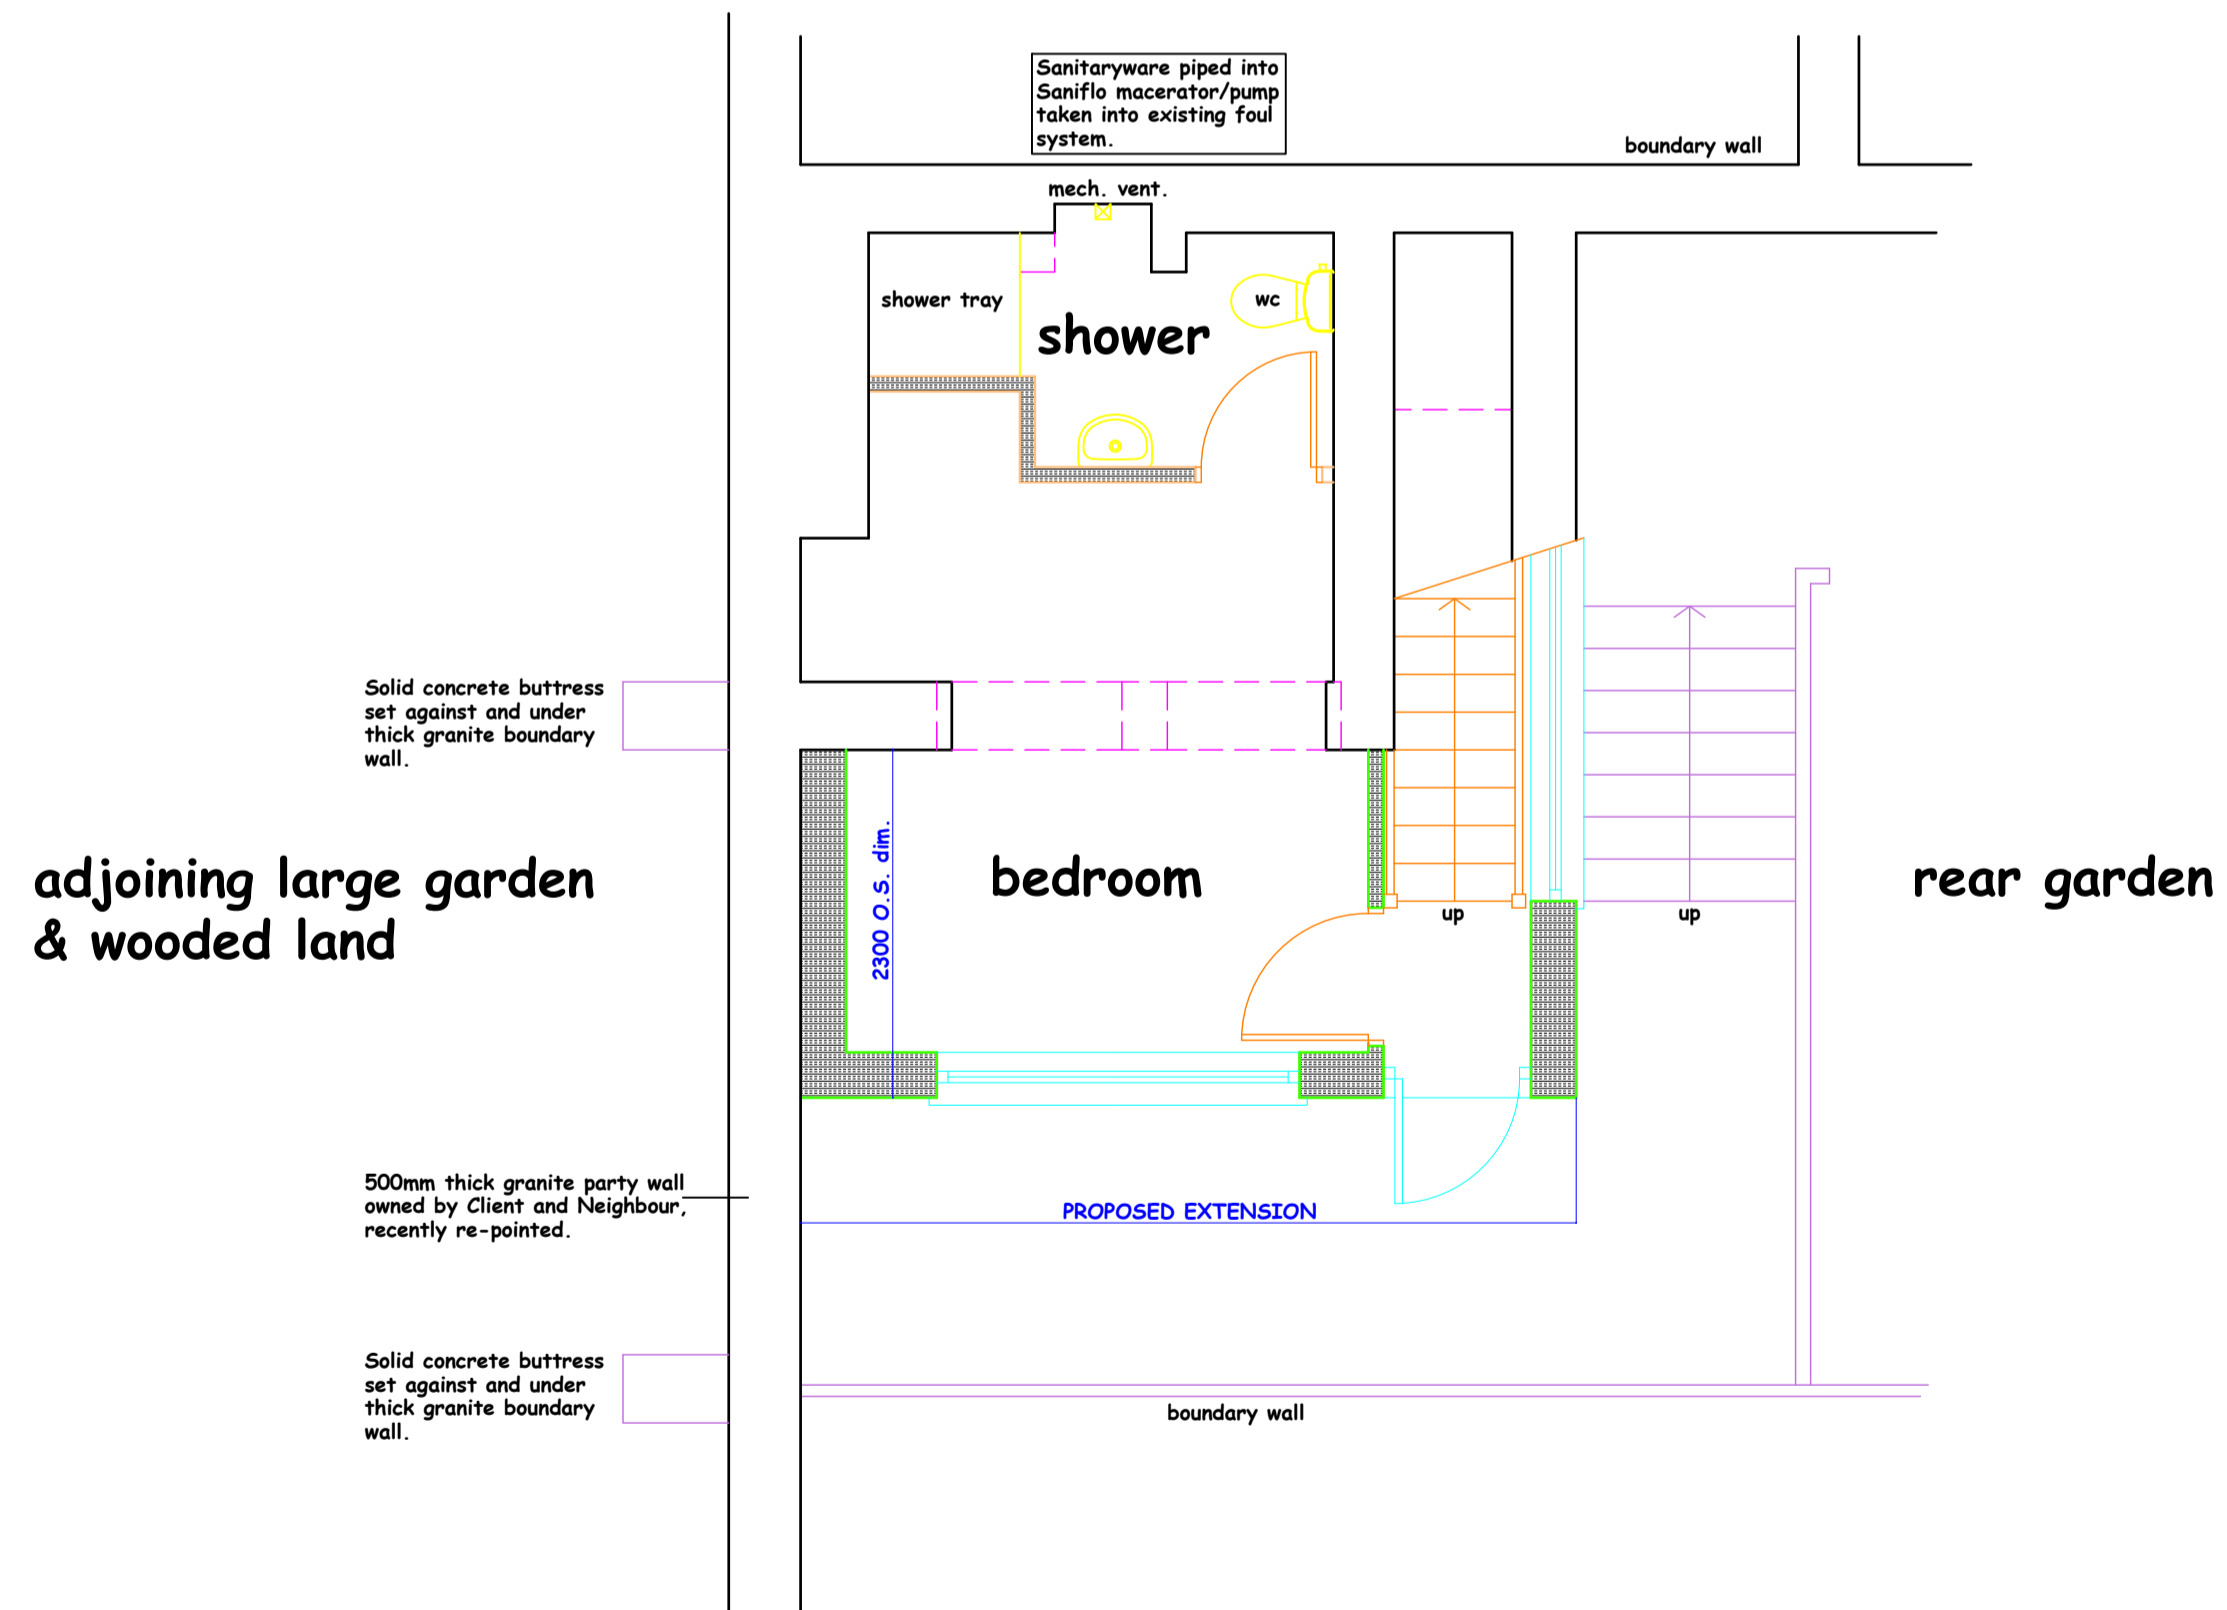 Sanitaryware piped into
Saniflo macerator/pump
taken into existing foul
system.
boundary wall
mech. vent.
shower tray
shower
wc
Solid concrete buttress
set against and under
thick granite boundary
wall.
adjoining large garden
& wooded land
2300 O.S. dim.
bedroom
up
up
rear garden
500mm thick granite party wall
owned by Client and Neighbour,
recently re-pointed.
PROPOSED EXTENSION
Solid concrete buttress
set against and under
thick granite boundary
wall.
boundary wall